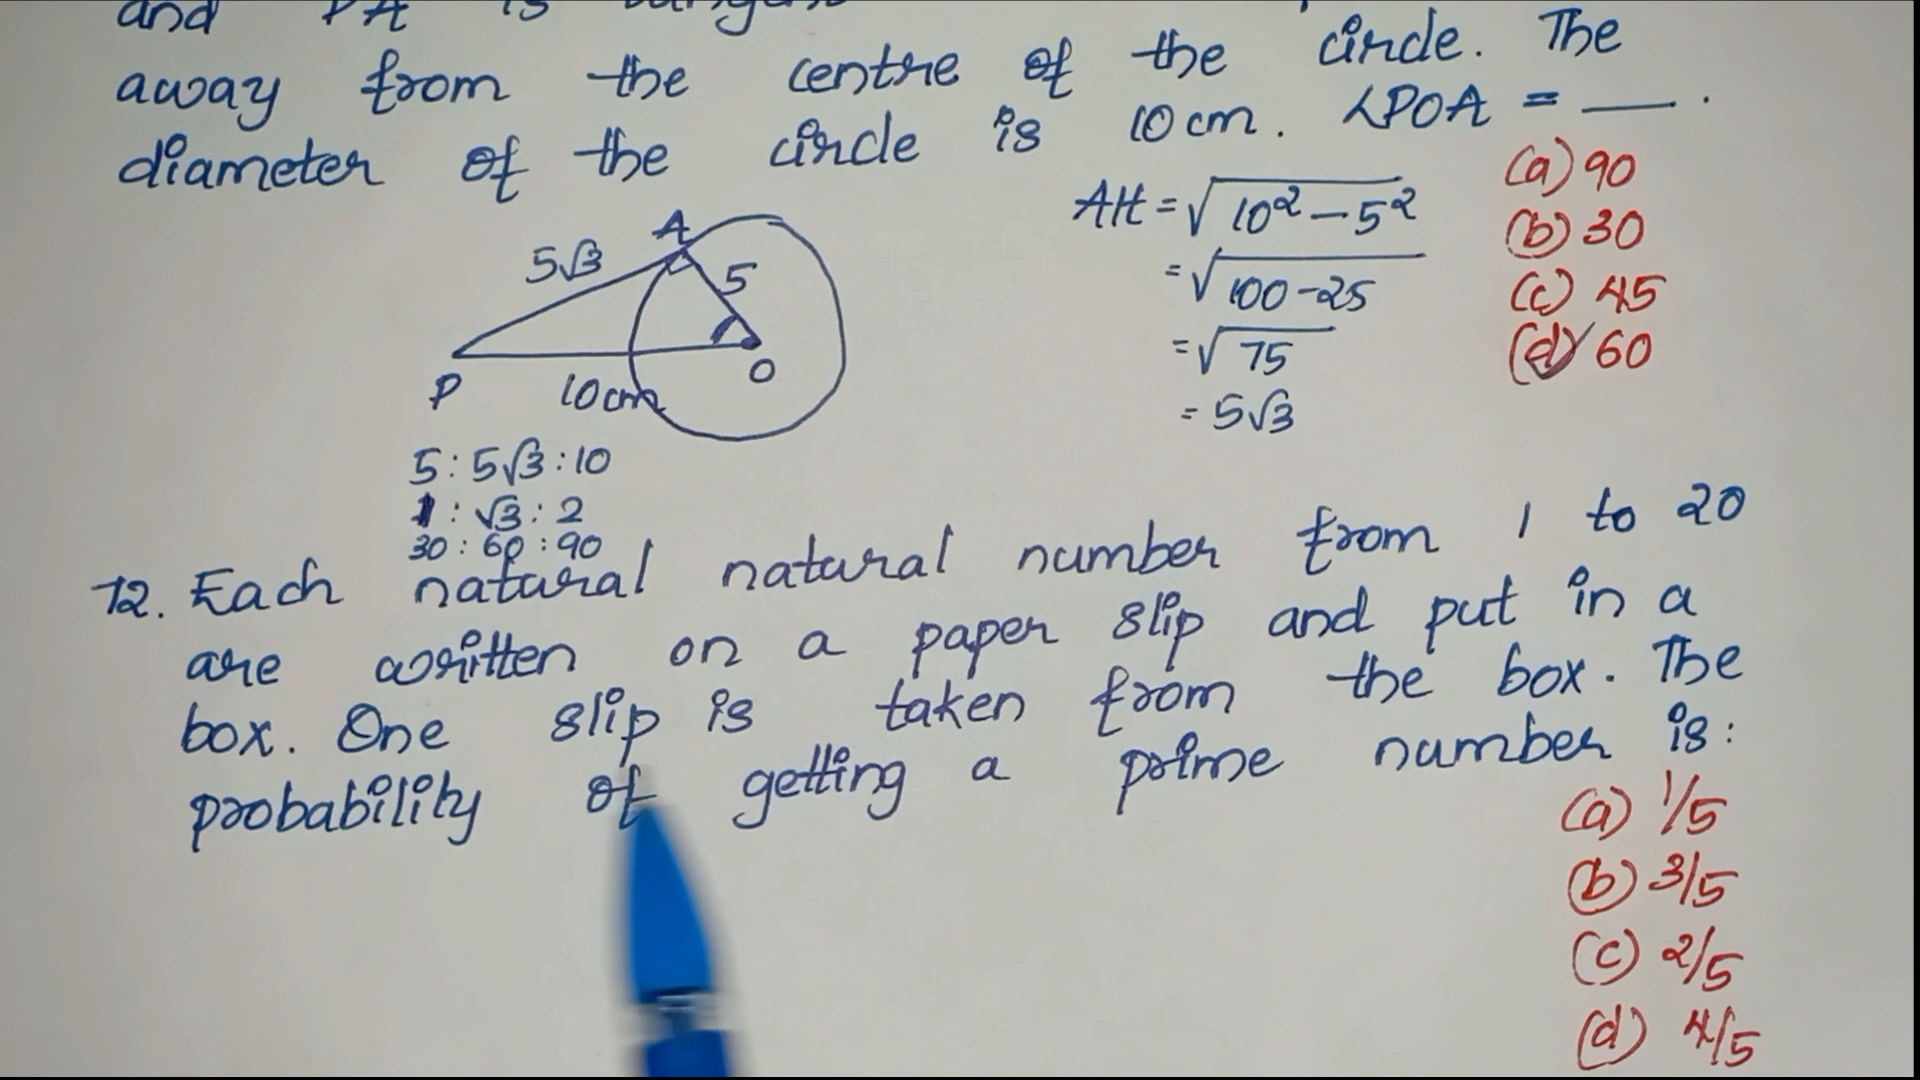 and PA is
away from the centre of the circle. The
diameter of the circle is 10 cm. ∠POA = ___ .
(a) 90
(b) 30
(c) 45
(d) 60
AH = √10² - 5²
= √100 - 25
= √75
= 5√3
A
5√3
5
P
10 cm
O
5 : 5√3 : 10
1 : √3 : 2
30 : 60 : 90
72. Each natural natural number from 1 to 20
are written on a paper slip and put in a
box. One slip is taken from the box. The
probability of getting a prime number is:
(a) 1/5
(b) 3/5
(c) 2/5
(d) 4/5